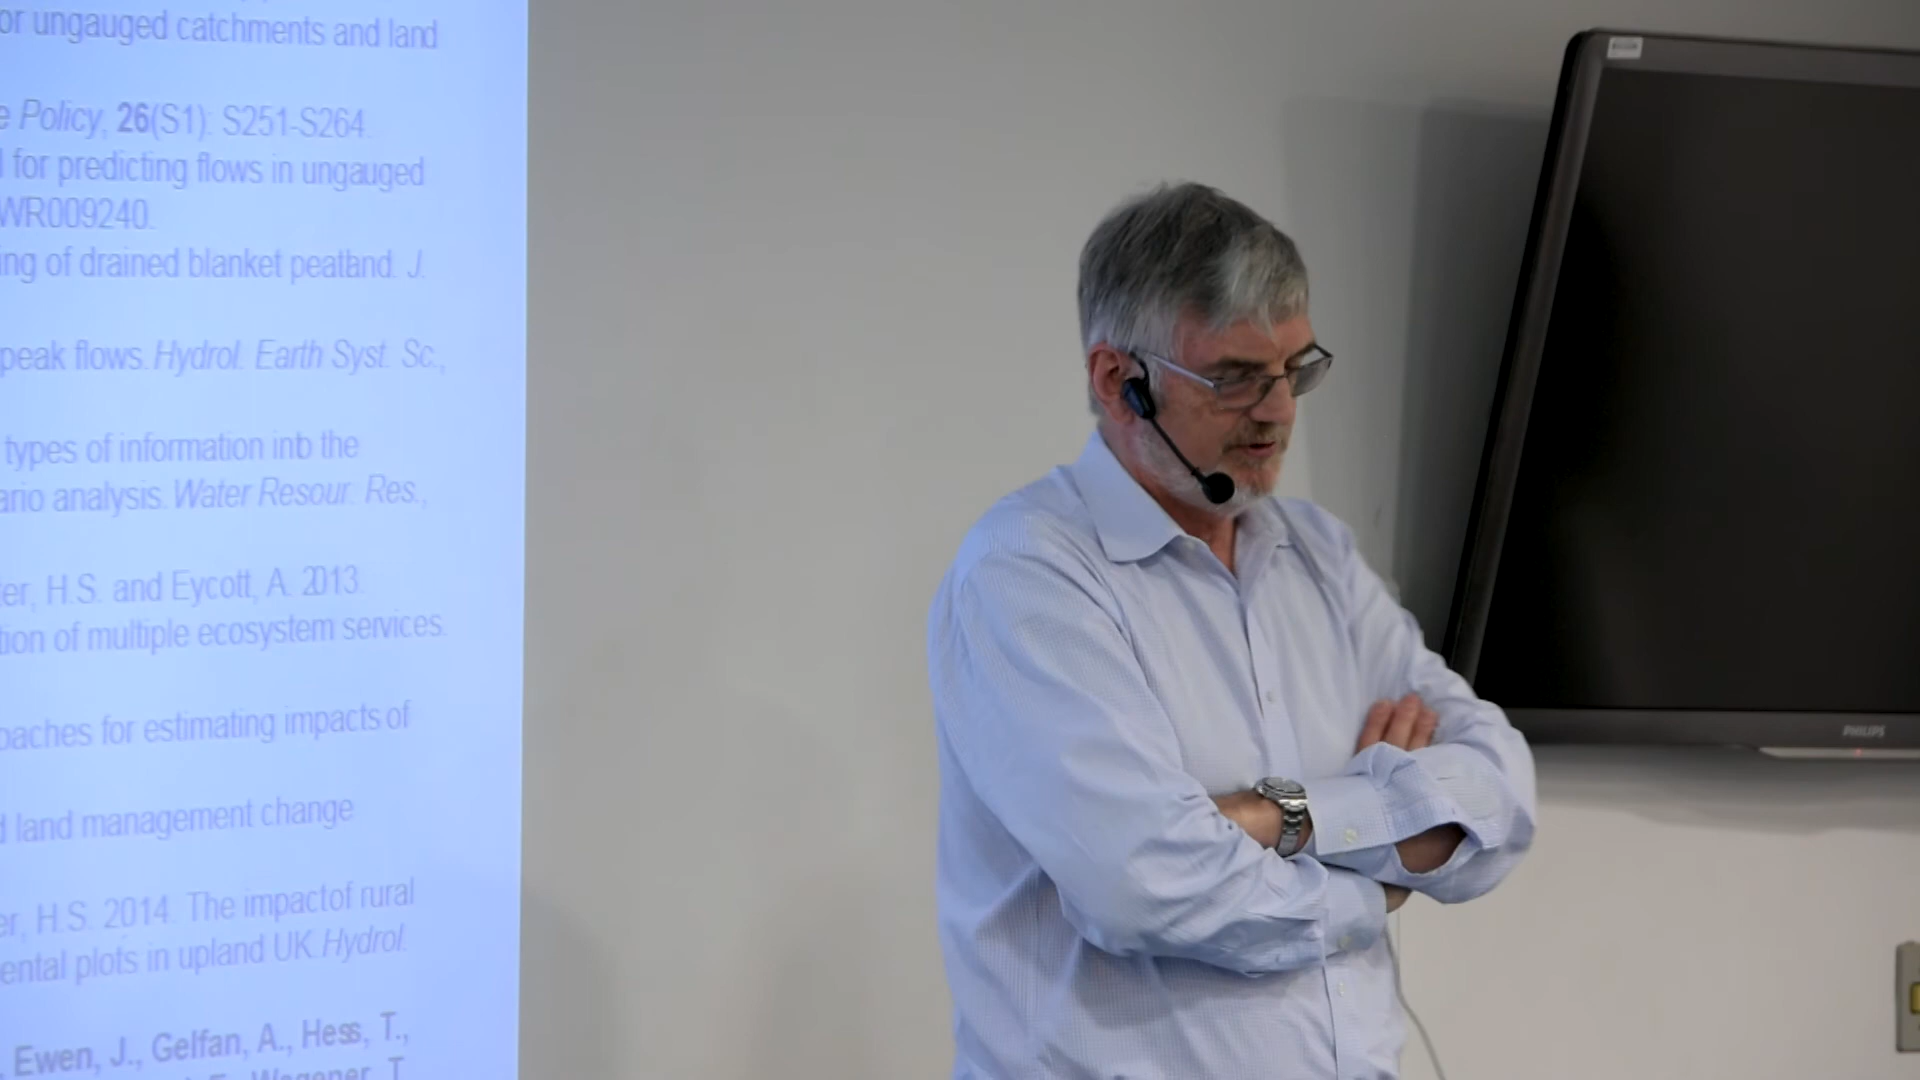 or ungauged catchments and land
e Policy, 26(S1): S251-S264.
l for predicting flows in ungauged
WR009240.
ing of drained blanket peatland. J.
peak flows. Hydrol. Earth Syst. Sc.,
types of information into the
ario analysis. Water Resour. Res.,
er, H.S. and Eycott, A. 2013.
tion of multiple ecosystem services.
oaches for estimating impacts of
d land management change
er, H.S. 2014. The impact of rural
ental plots in upland UK. Hydrol.
Ewen, J., Gelfan, A., Hess, T.,
Wagener, T.
PHILIPS